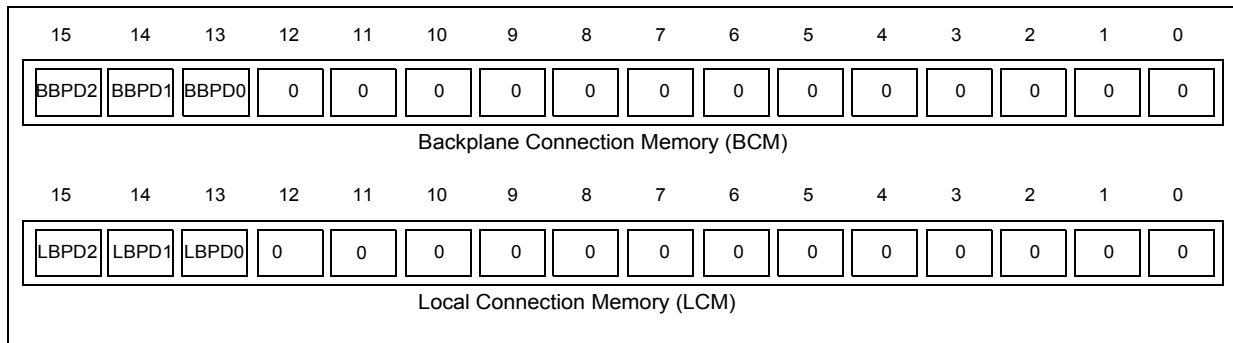 15 14 13 12 11 10 9 8 7 6 5 4 3 2 1 0
BBPD2 BBPD1 BBPD0 0 0 0 0 0 0 0 0 0 0 0 0 0
Backplane Connection Memory (BCM)
15 14 13 12 11 10 9 8 7 6 5 4 3 2 1 0
LBPD2 LBPD1 LBPD0 0 0 0 0 0 0 0 0 0 0 0 0 0
Local Connection Memory (LCM)